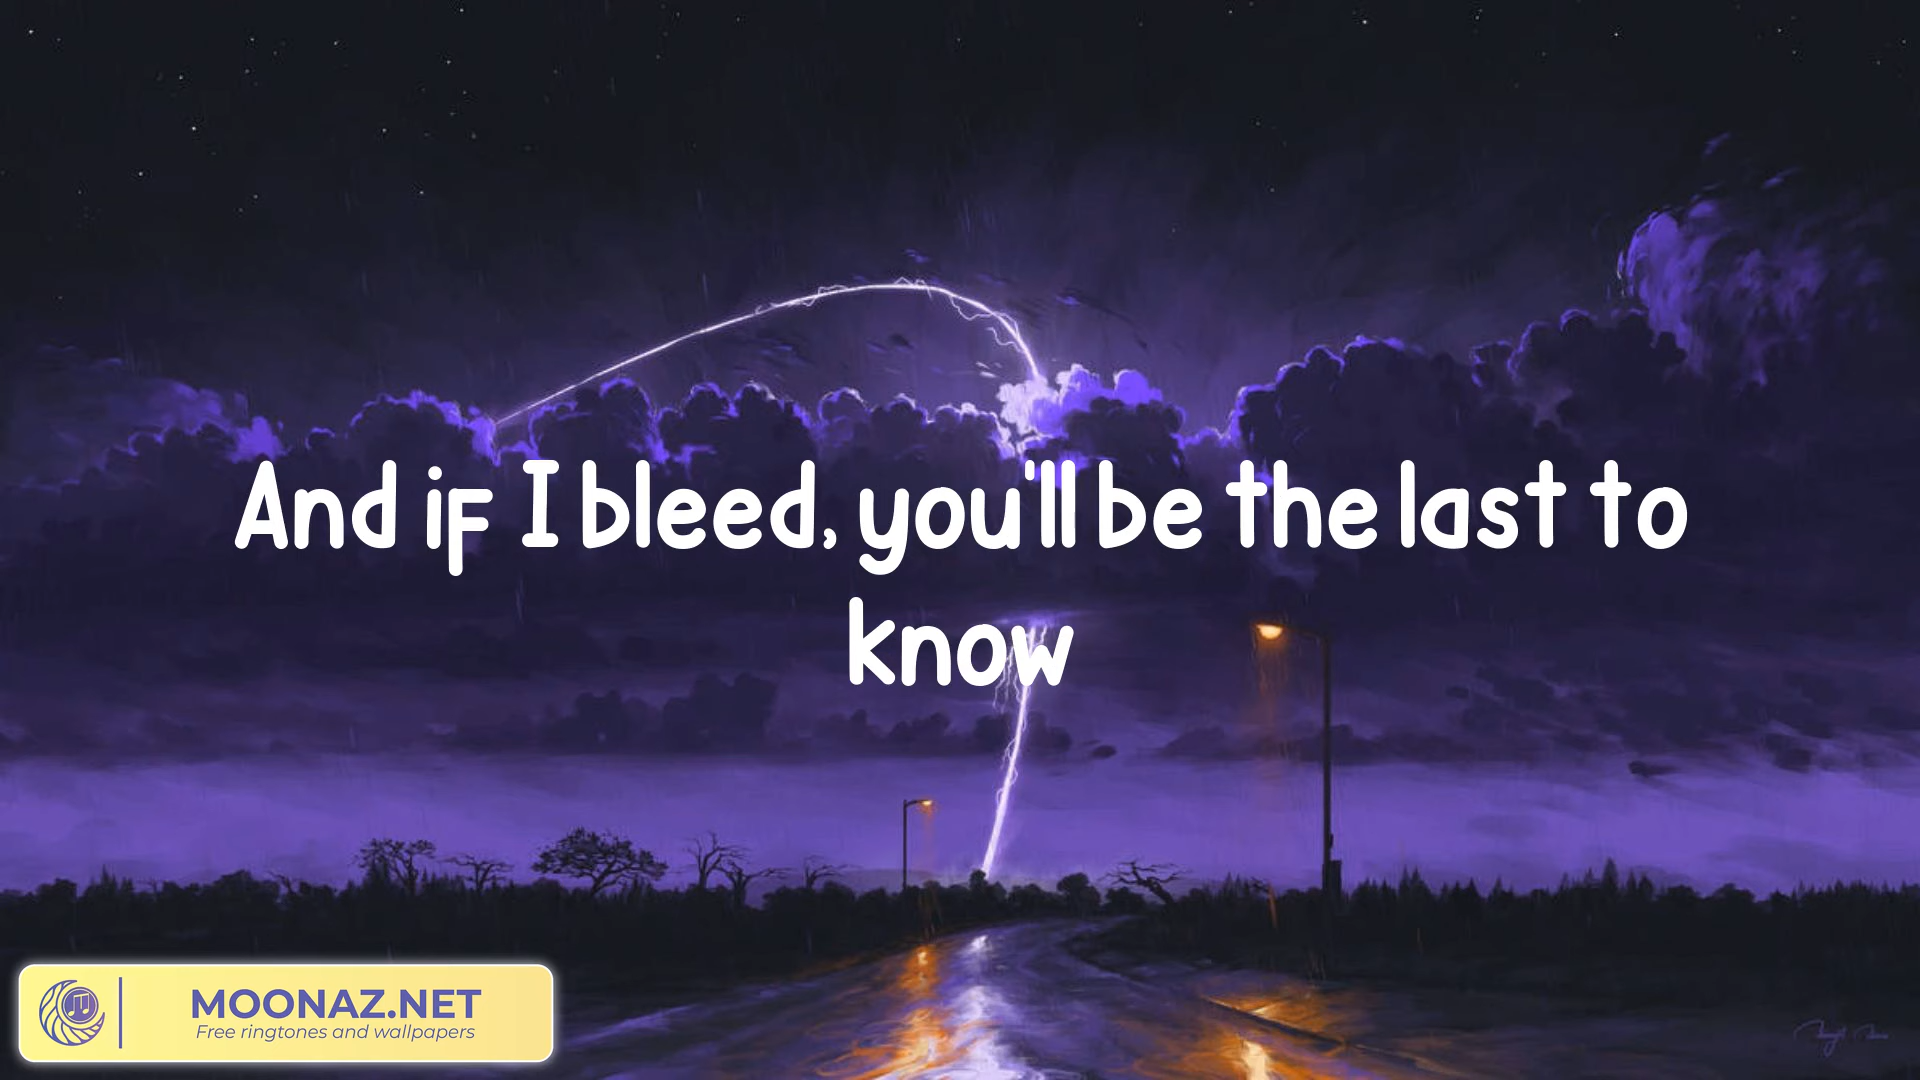 And if I bleed, you'll be the last to
know
MOONAZ.NET
Free ringtones and wallpapers